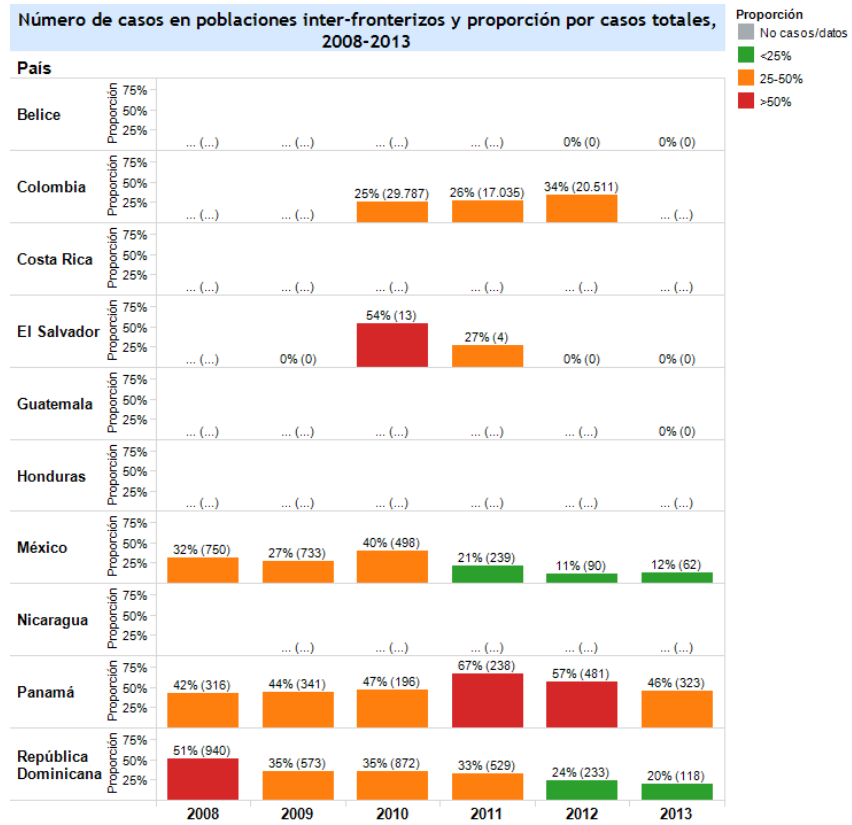 Número de casos en poblaciones inter-fronterizos y proporción por casos totales,
2008-2013
Proporción
No casos/datos
<25%
25-50%
>50%
País
Belice
Proporción
75%
50%
25%
... (...) ... (...) ... (...) ... (...) 0% (0) 0% (0)
Colombia
Proporción
75%
50%
25%
... (...) ... (...) 25% (29.787) 26% (17.035) 34% (20.511) ... (...)
Costa Rica
Proporción
75%
50%
25%
... (...) ... (...) ... (...) ... (...) ... (...) ... (...)
El Salvador
Proporción
75%
50%
25%
... (...) 0% (0) 54% (13) 27% (4) 0% (0) 0% (0)
Guatemala
Proporción
75%
50%
25%
... (...) ... (...) ... (...) ... (...) ... (...) 0% (0)
Honduras
Proporción
75%
50%
25%
... (...) ... (...) ... (...) ... (...) ... (...) ... (...)
México
Proporción
75%
50%
25%
32% (750) 27% (733) 40% (498) 21% (239) 11% (90) 12% (62)
Nicaragua
Proporción
75%
50%
25%
... (...) ... (...) ... (...) ... (...) ... (...)
Panamá
Proporción
75%
50%
25%
42% (316) 44% (341) 47% (196) 67% (238) 57% (481) 46% (323)
República
Dominicana
Proporción
75%
50%
25%
51% (940) 35% (573) 35% (872) 33% (529) 24% (233) 20% (118)
2008 2009 2010 2011 2012 2013